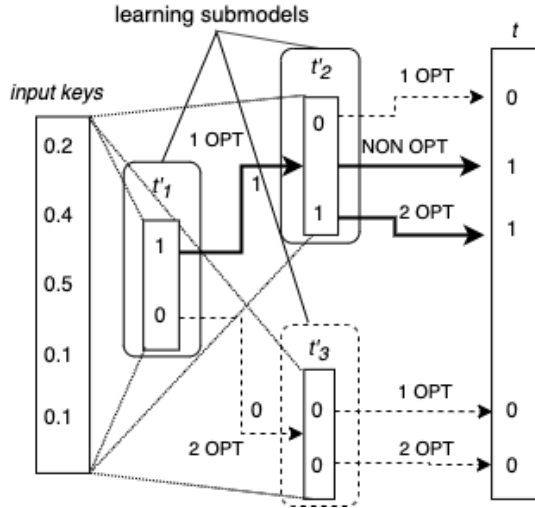 learning submodels
input keys
0.2
0.4
0.5
0.1
0.1
t'1
1
0
1 OPT
1
0
2 OPT
t'2
0
1
t'3
0
0
1 OPT
NON OPT
2 OPT
1 OPT
2 OPT
t
0
1
1
0
0